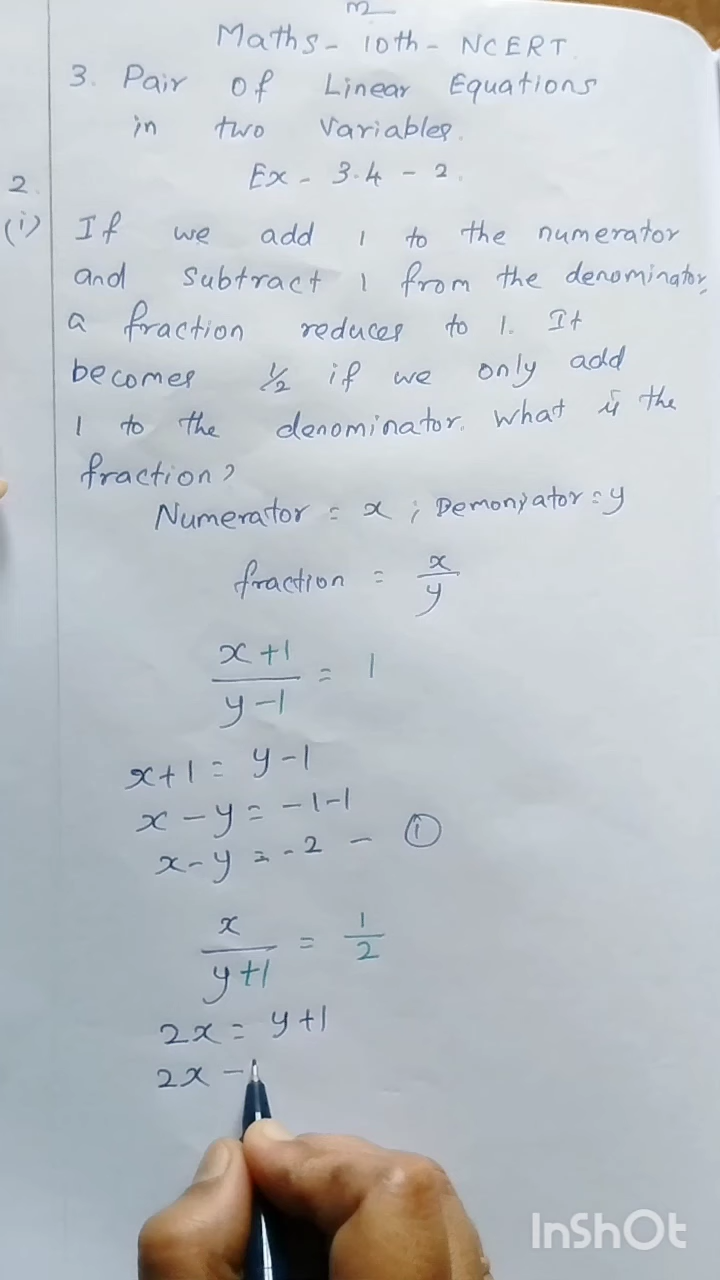 m
Maths - 10th - NCERT.
3. Pair of Linear Equations
in two Variables.
Ex - 3.4 - 2.
2.
(i) If we add 1 to the numerator
and Subtract 1 from the denominator,
a fraction reduces to 1. It
becomes 1/2 if we only add
1 to the denominator. what is the
fraction?
Numerator = x ; Demoniator = y
fraction = x/y
x+1/y-1 = 1
x+1 = y-1
x - y = -1-1
x - y = -2 - ①
x/y+1 = 1/2
2x = y+1
2x -
InShOt